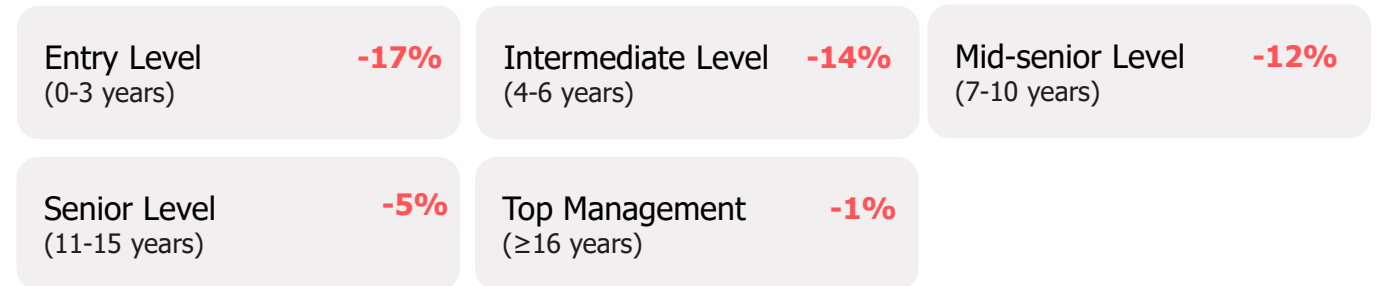 Entry Level -17%
(0-3 years)
Intermediate Level -14%
(4-6 years)
Mid-senior Level -12%
(7-10 years)
Senior Level -5%
(11-15 years)
Top Management -1%
(≥16 years)